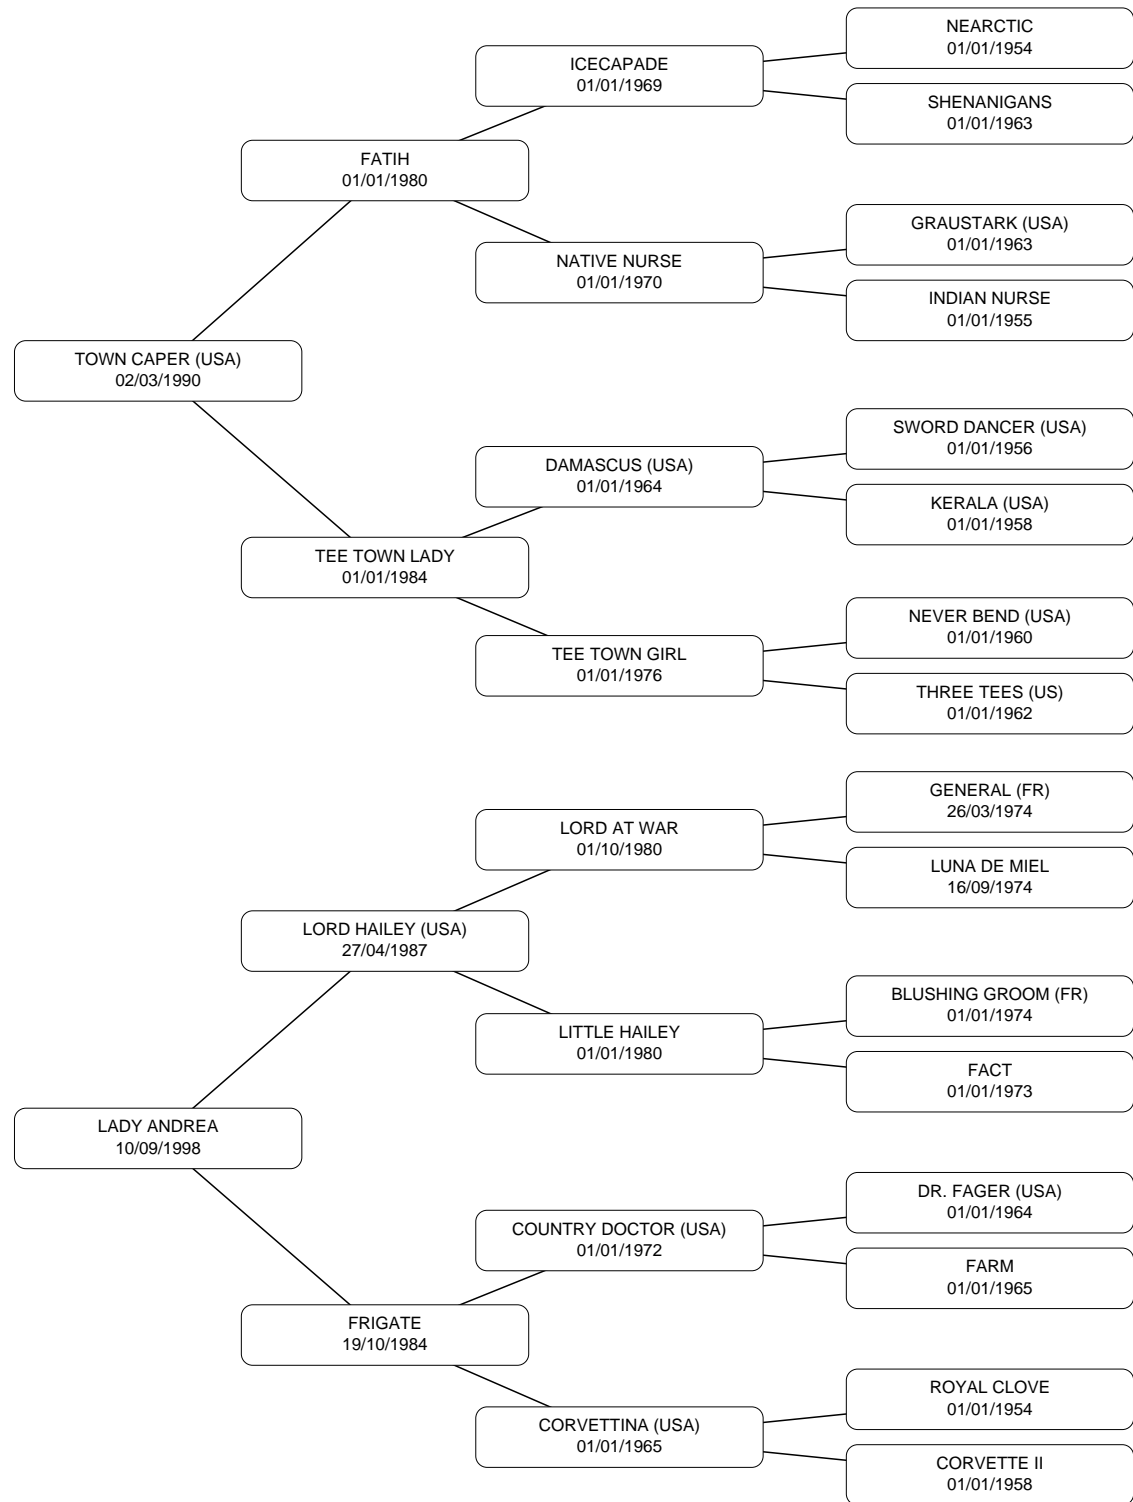 NEARCTIC
01/01/1954
ICECAPADE
01/01/1969
SHENANIGANS
01/01/1963
FATIH
01/01/1980
GRAUSTARK (USA)
01/01/1963
NATIVE NURSE
01/01/1970
INDIAN NURSE
01/01/1955
TOWN CAPER (USA)
02/03/1990
SWORD DANCER (USA)
01/01/1956
DAMASCUS (USA)
01/01/1964
KERALA (USA)
01/01/1958
TEE TOWN LADY
01/01/1984
NEVER BEND (USA)
01/01/1960
TEE TOWN GIRL
01/01/1976
THREE TEES (US)
01/01/1962
GENERAL (FR)
26/03/1974
LORD AT WAR
01/10/1980
LUNA DE MIEL
16/09/1974
LORD HAILEY (USA)
27/04/1987
BLUSHING GROOM (FR)
01/01/1974
LITTLE HAILEY
01/01/1980
FACT
01/01/1973
LADY ANDREA
10/09/1998
DR. FAGER (USA)
01/01/1964
COUNTRY DOCTOR (USA)
01/01/1972
FARM
01/01/1965
FRIGATE
19/10/1984
ROYAL CLOVE
01/01/1954
CORVETTINA (USA)
01/01/1965
CORVETTE II
01/01/1958